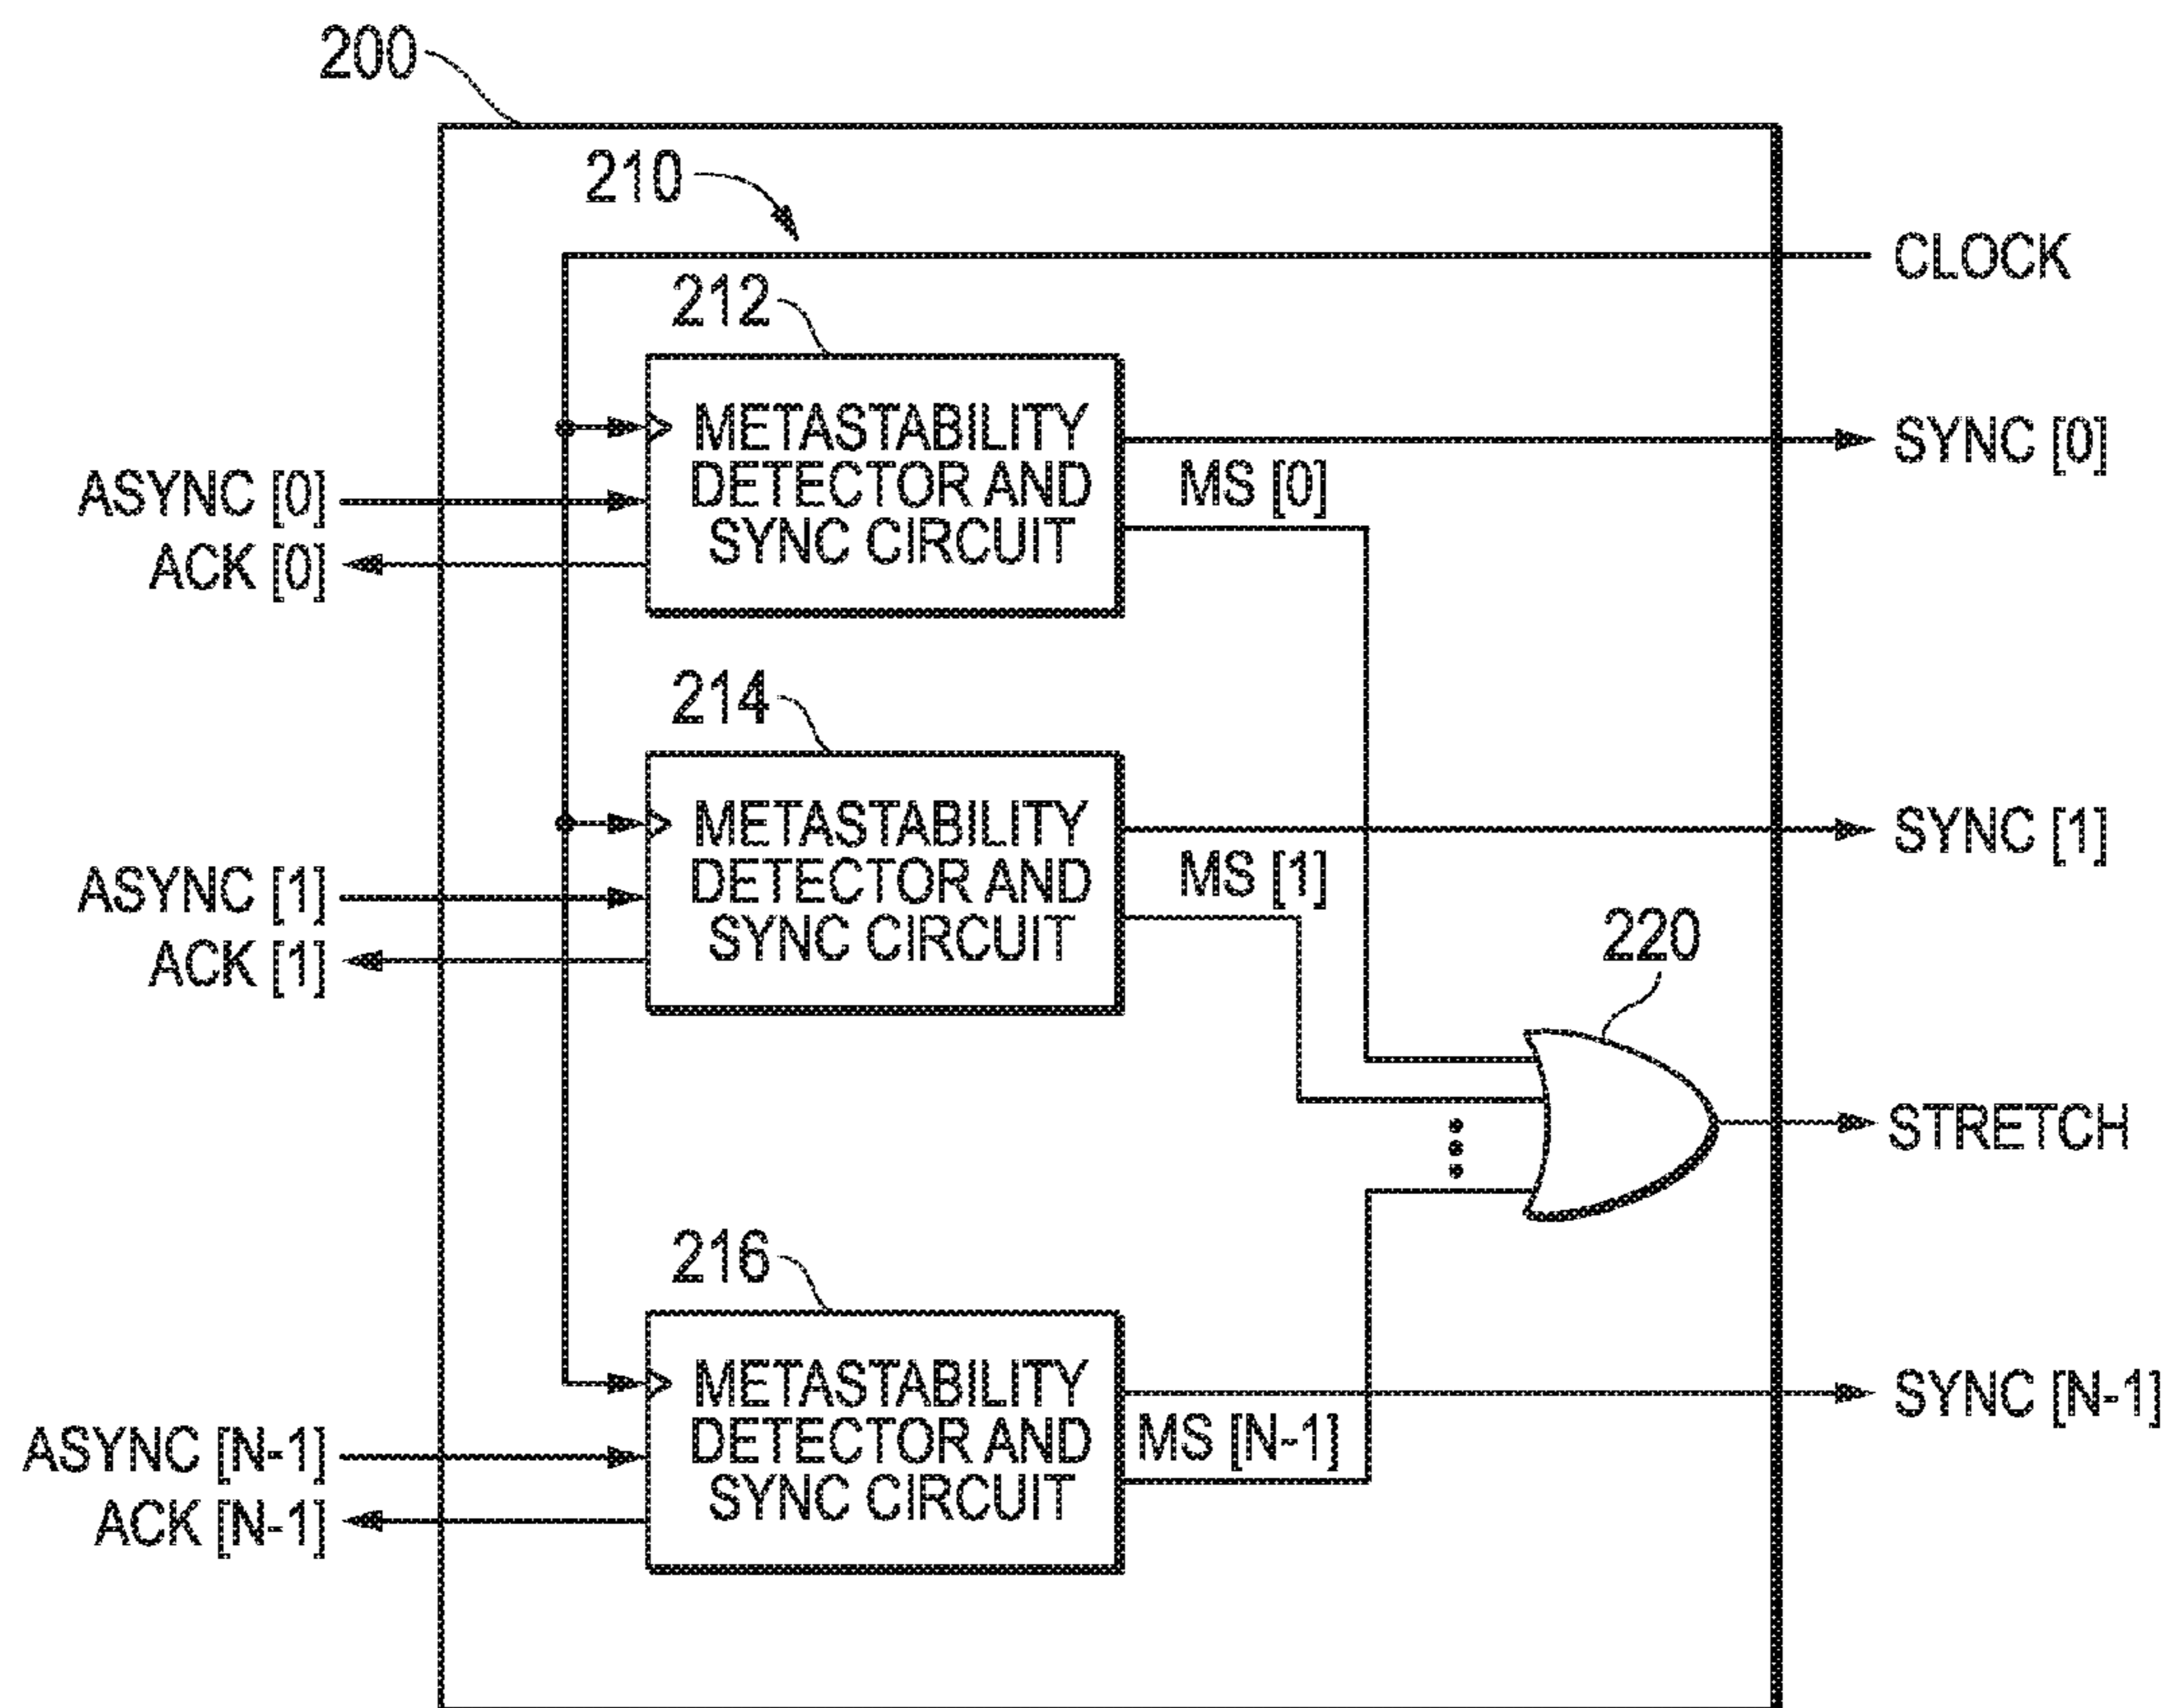 200
210
CLOCK
212
METASTABILITY
DETECTOR AND
SYNC CIRCUIT
SYNC [0]
MS [0]
ASYNC [0]
ACK [0]
214
METASTABILITY
DETECTOR AND
SYNC CIRCUIT
SYNC [1]
MS [1]
ASYNC [1]
ACK [1]
220
STRETCH
216
METASTABILITY
DETECTOR AND
SYNC CIRCUIT
SYNC [N-1]
MS [N-1]
ASYNC [N-1]
ACK [N-1]